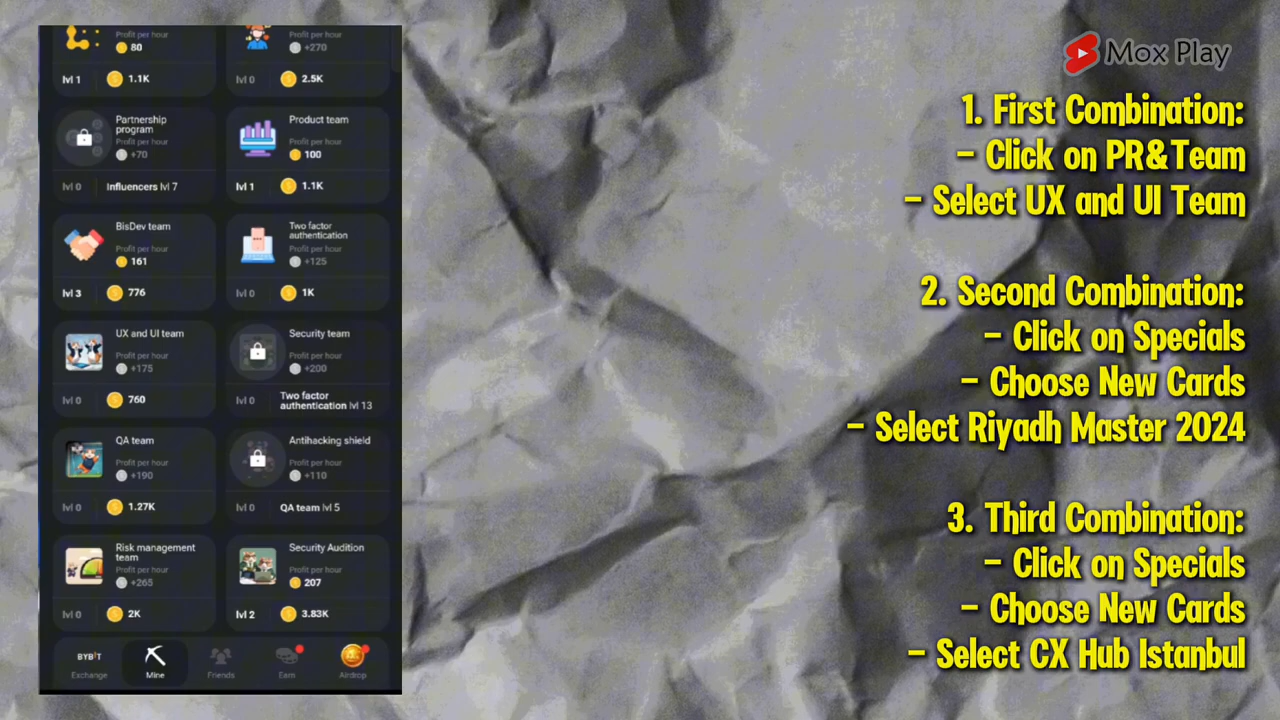 Profit per hour
80
lvl 1
1.1K
Profit per hour
+270
lvl 0
2.5K
Partnership
program
Profit per hour
+70
lvl 0
Influencers lvl 7
Product team
Profit per hour
100
lvl 1
1.1K
BisDev team
Profit per hour
161
lvl 3
776
Two factor
authentication
Profit per hour
+125
lvl 0
1K
UX and UI team
Profit per hour
+175
lvl 0
760
Security team
Profit per hour
+200
lvl 0
Two factor
authentication lvl 13
QA team
Profit per hour
+190
lvl 0
1.27K
Antihacking shield
Profit per hour
+110
lvl 0
QA team lvl 5
Risk management
team
Profit per hour
+265
lvl 0
2K
Security Audition
Profit per hour
207
lvl 2
3.83K
BYBIT
Exchange
Mine
Friends
Earn
Airdrop
Mox Play
1. First Combination:
- Click on PR&Team
- Select UX and UI Team
2. Second Combination:
- Click on Specials
- Choose New Cards
- Select Riyadh Master 2024
3. Third Combination:
- Click on Specials
- Choose New Cards
- Select CX Hub Istanbul